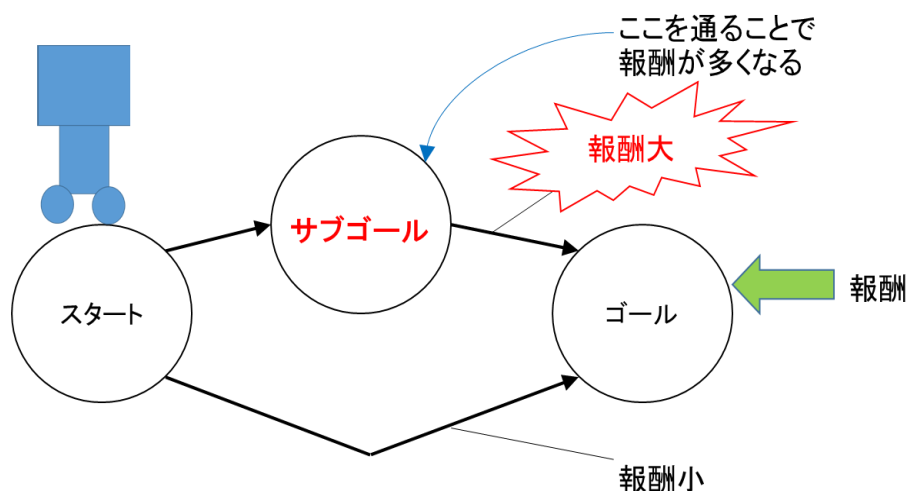 ここを通ることで
報酬が多くなる
報酬大
サブゴール
スタート
ゴール
報酬
報酬小